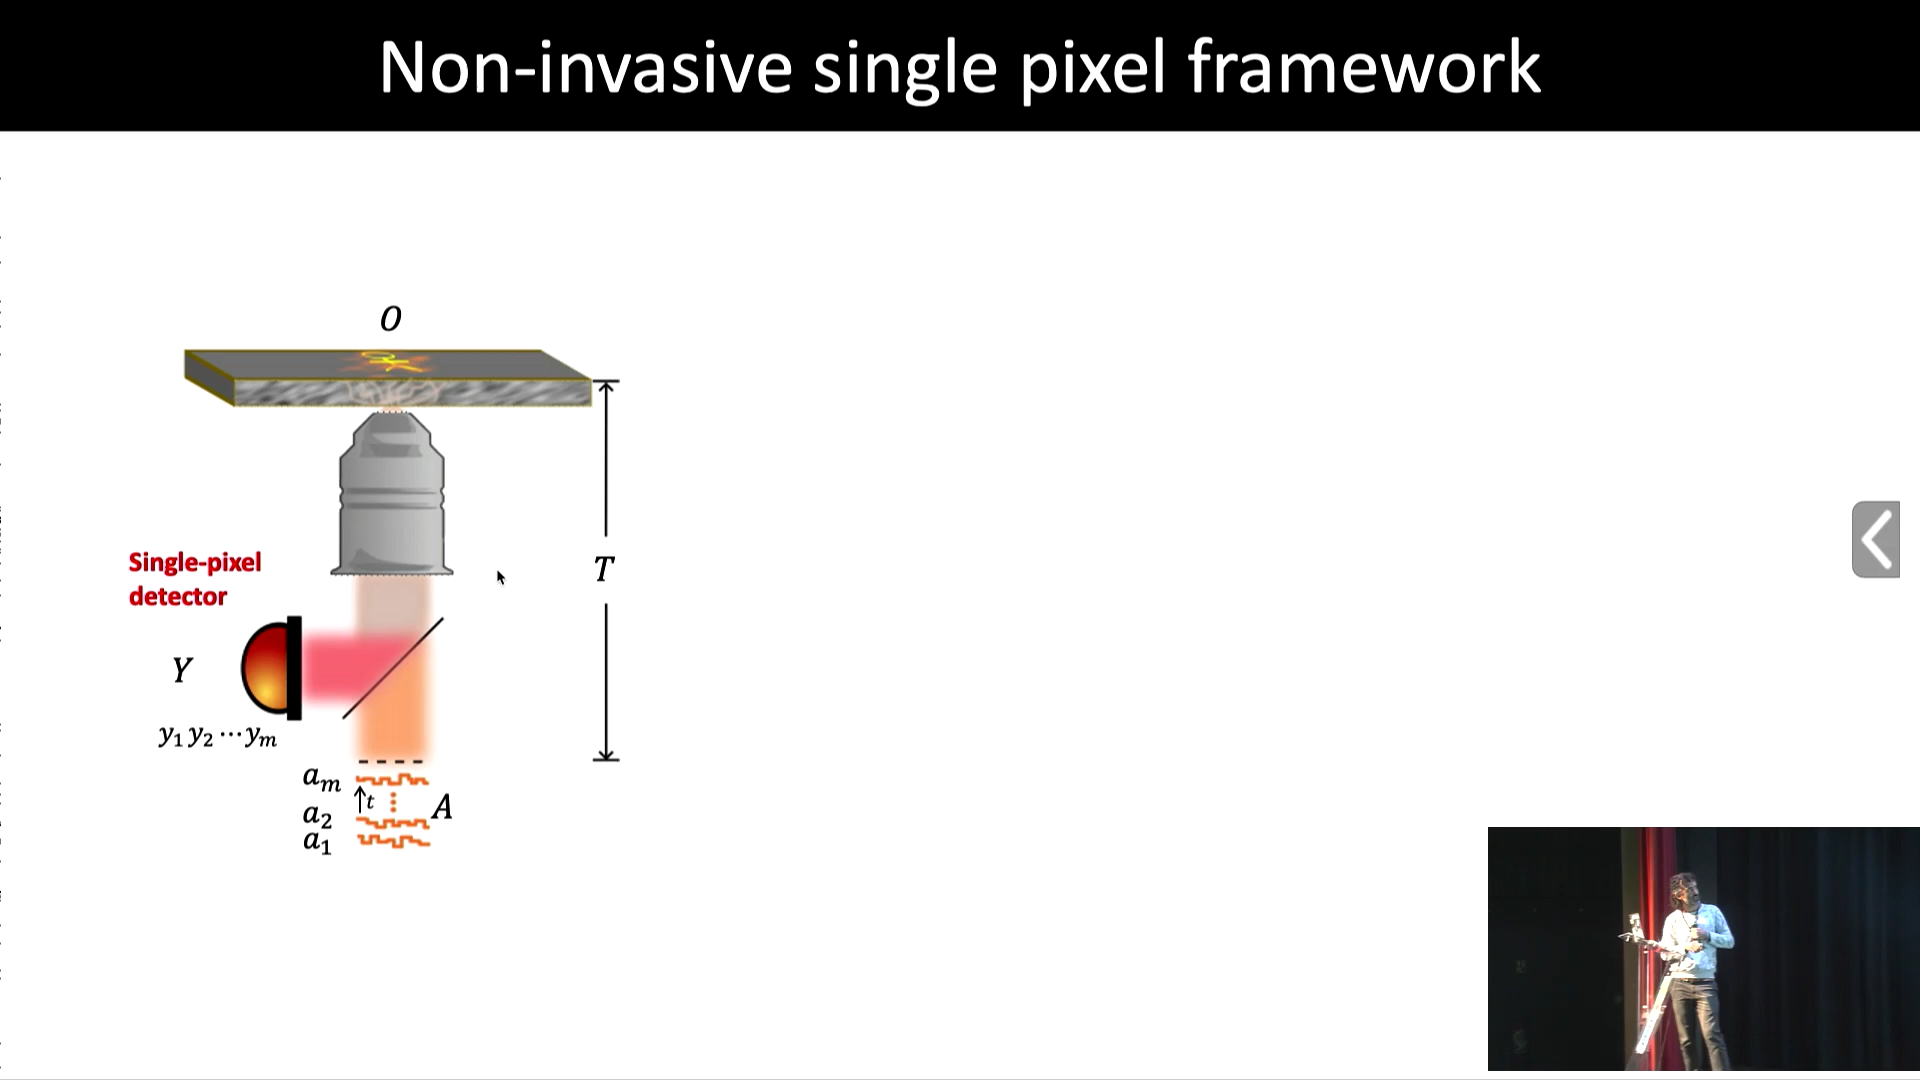 Non-invasive single pixel framework
O
Single-pixel
detector
T
Y
y₁ y₂ ⋯ yₘ
aₘ
t
A
a₂
a₁